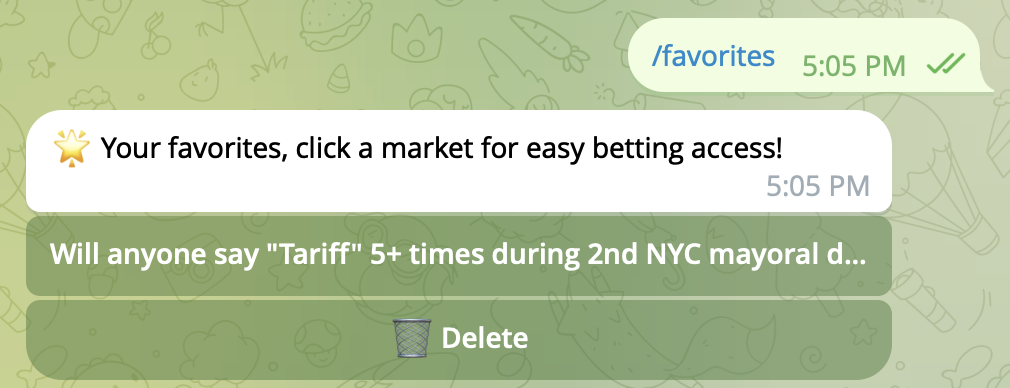 /favorites 5:05 PM
🌟 Your favorites, click a market for easy betting access!
5:05 PM
Will anyone say "Tariff" 5+ times during 2nd NYC mayoral d...
🗑️ Delete